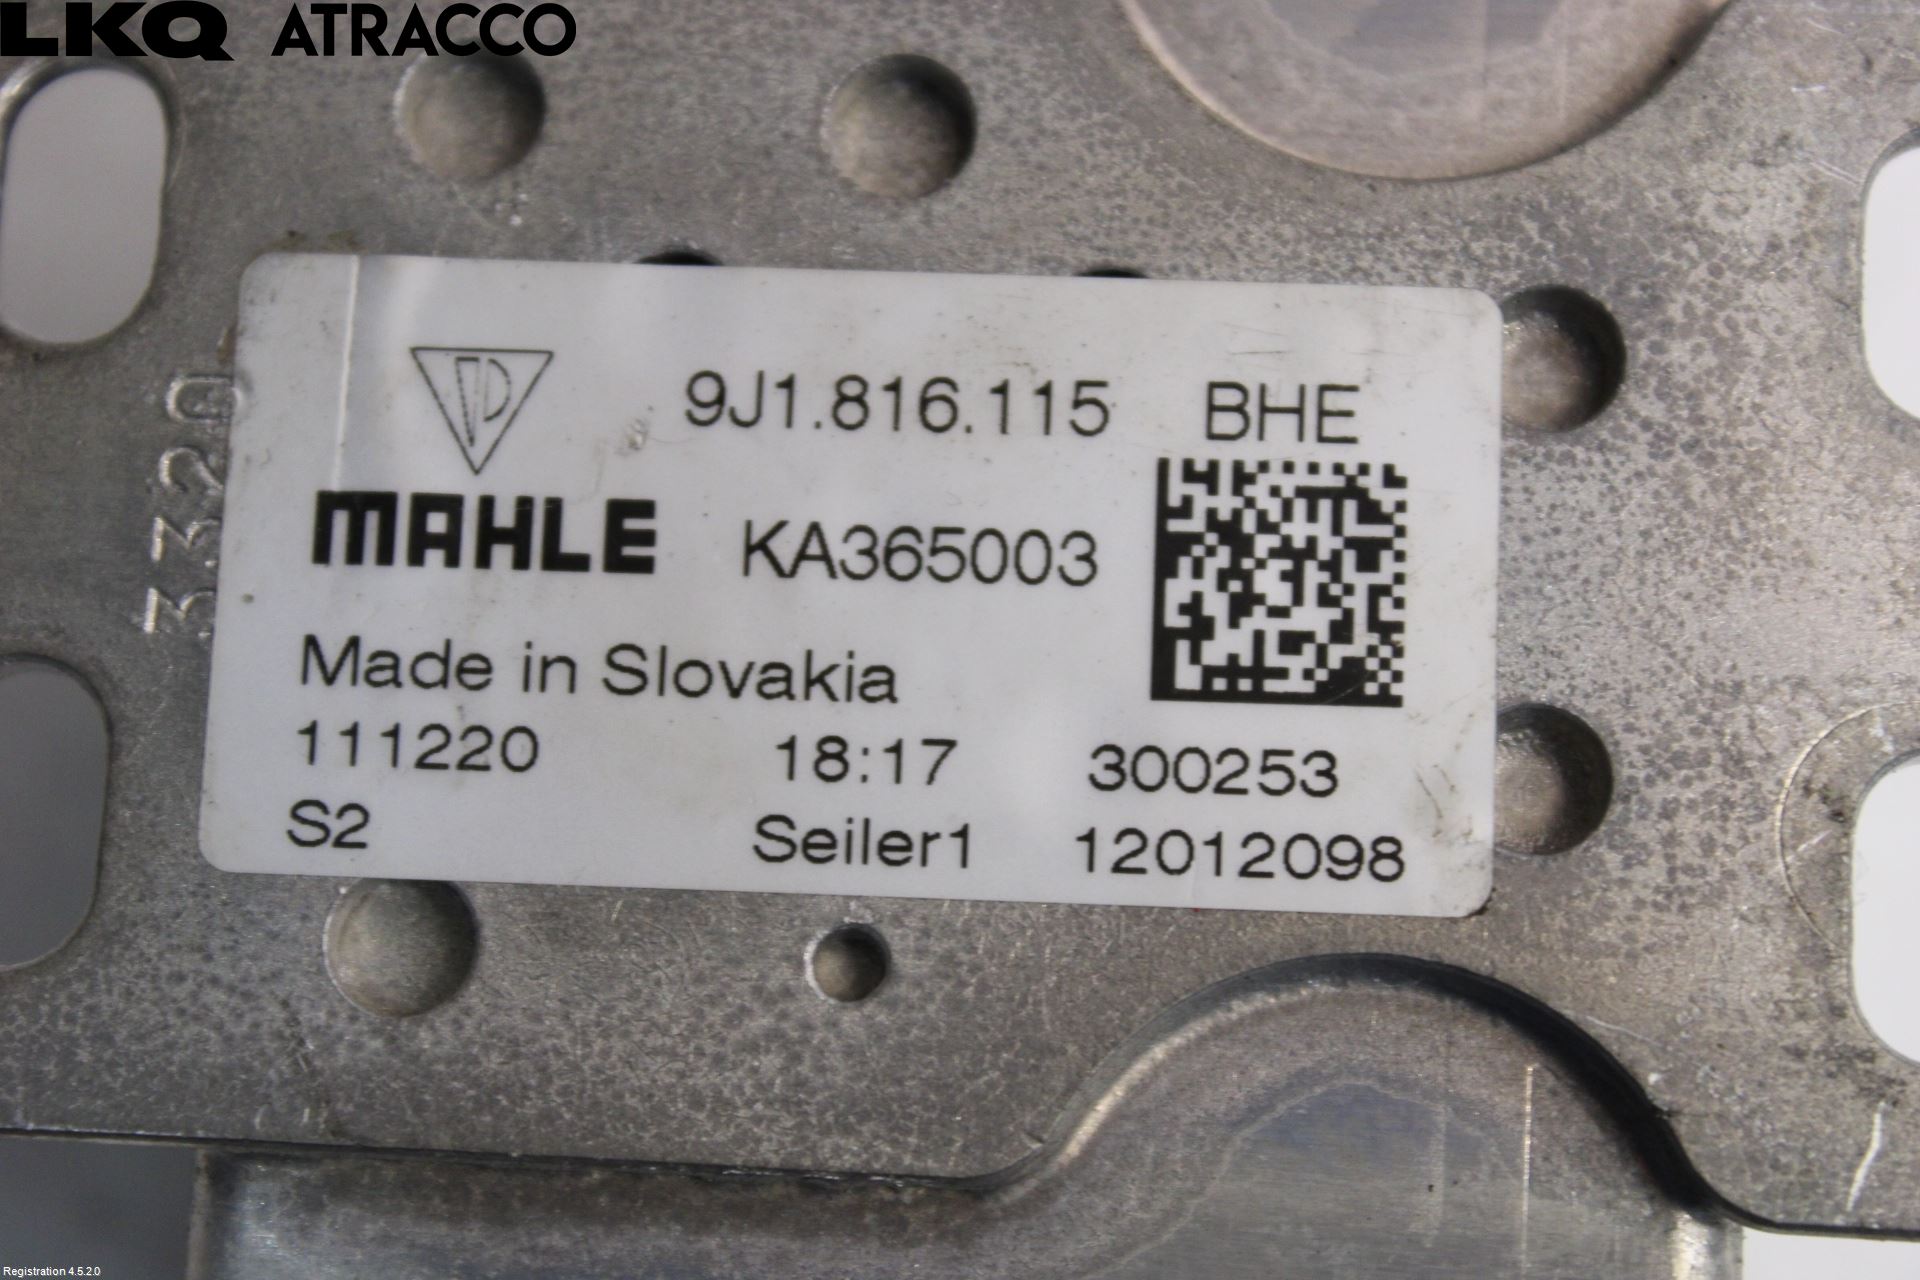 LKQ ATRACCO
9J1.816.115 BHE
MAHLE KA365003
Made in Slovakia
111220 18:17 300253
S2 Seiler1 12012098
3320
Registration 4.5.2.0